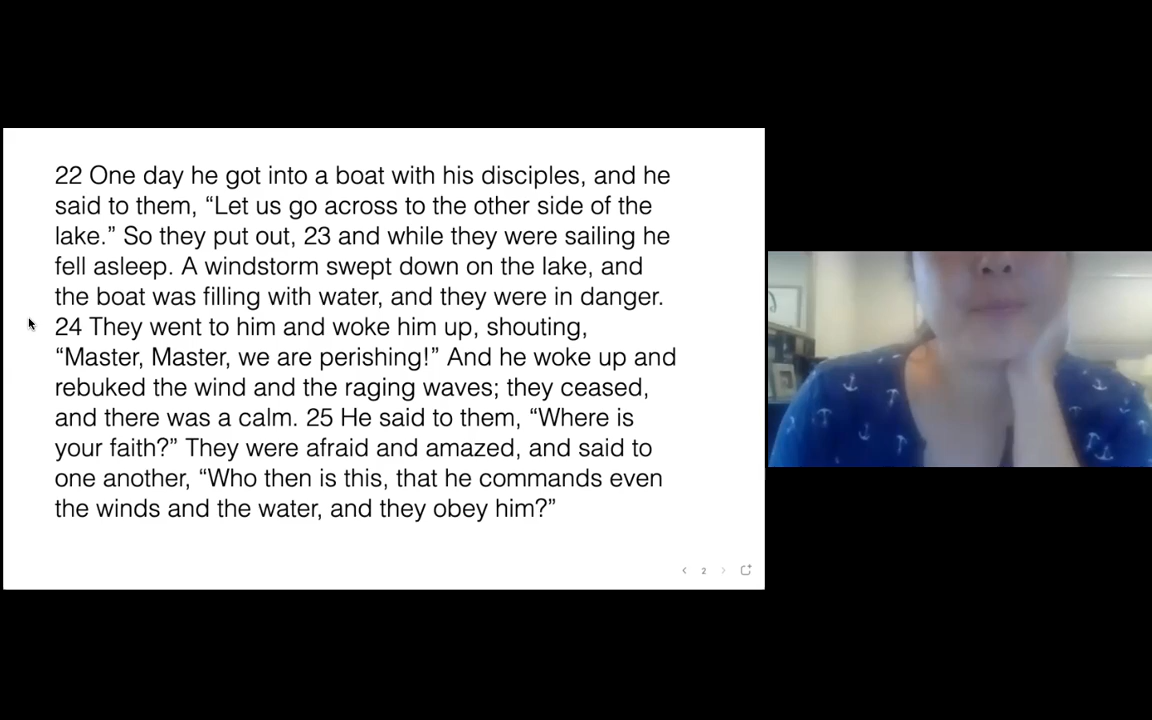 22 One day he got into a boat with his disciples, and he
said to them, “Let us go across to the other side of the
lake.” So they put out, 23 and while they were sailing he
fell asleep. A windstorm swept down on the lake, and
the boat was filling with water, and they were in danger.
24 They went to him and woke him up, shouting,
“Master, Master, we are perishing!” And he woke up and
rebuked the wind and the raging waves; they ceased,
and there was a calm. 25 He said to them, “Where is
your faith?” They were afraid and amazed, and said to
one another, “Who then is this, that he commands even
the winds and the water, and they obey him?”
2